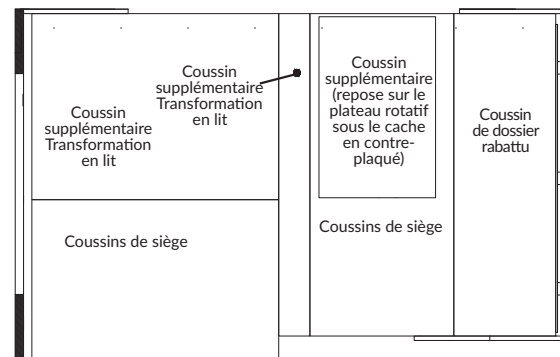 Coussin
supplémentaire
Transformation
en lit
Coussin
supplémentaire
Transformation
en lit
Coussin
supplémentaire
(repose sur le
plateau rotatif
sous le cache
en contre-
plaqué)
Coussin
de dossier
rabattu
Coussins de siège
Coussins de siège